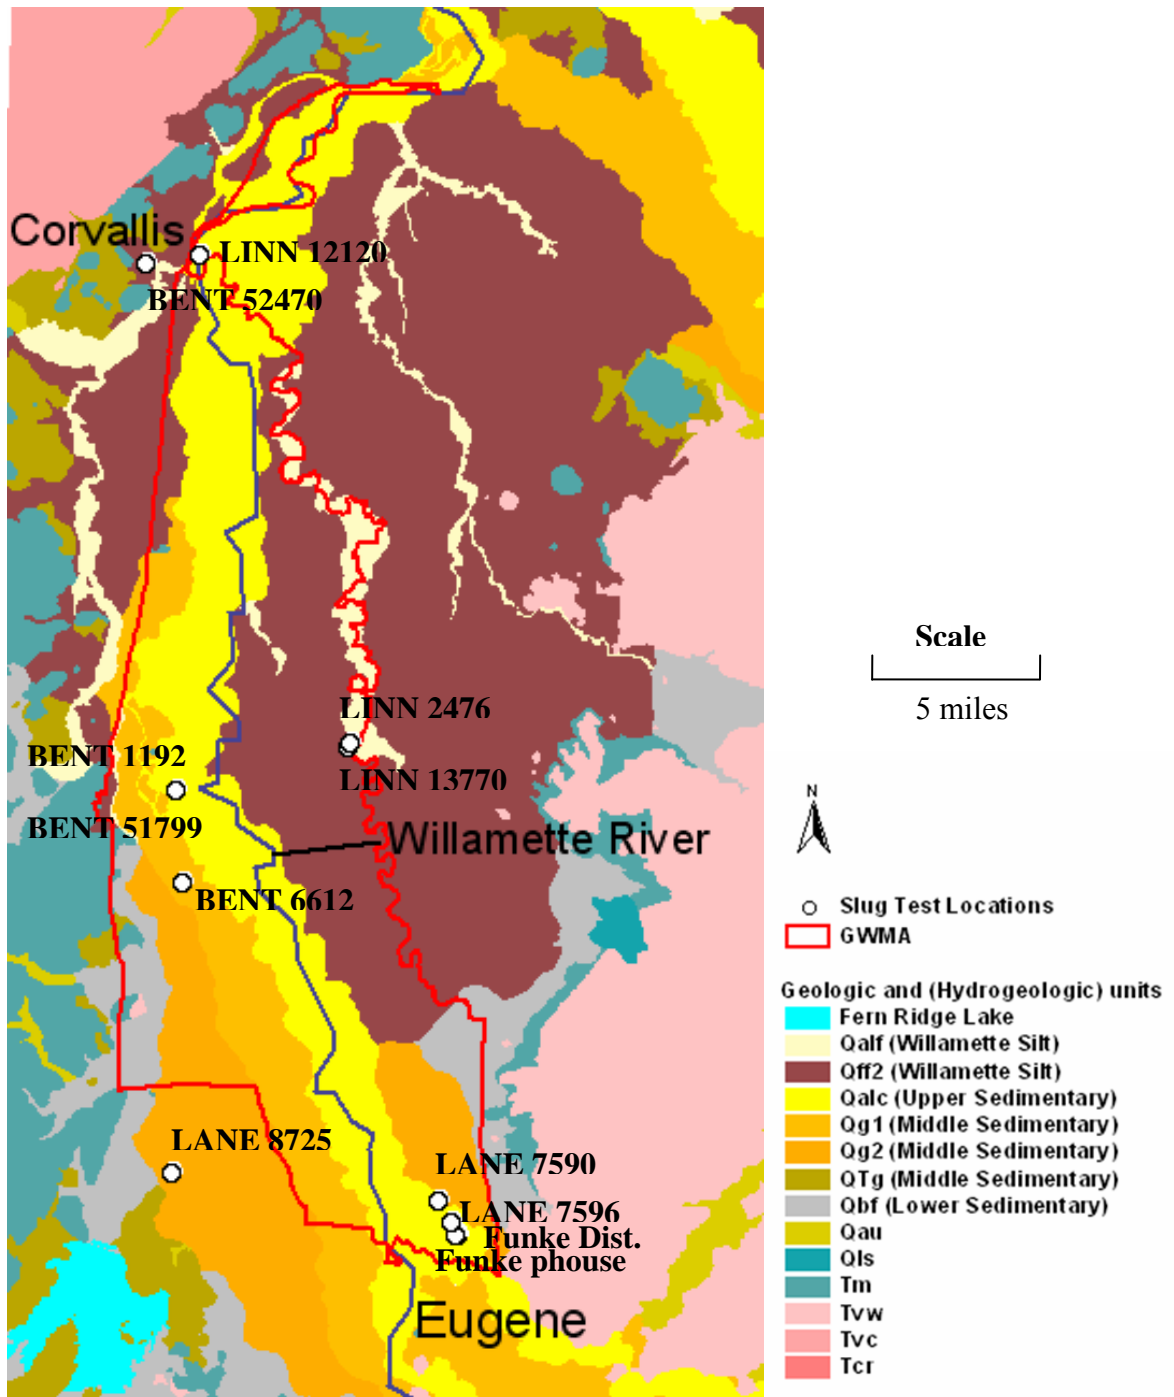 Corvallis
LINN 12120
BENT 52470
LINN 2476
BENT 1192
LINN 13770
BENT 51799
Willamette River
BENT 6612
LANE 8725
LANE 7590
LANE 7596
Funke Dist.
Funke phouse
Eugene
Scale
5 miles
N
Slug Test Locations
GWMA
Geologic and (Hydrogeologic) units
Fern Ridge Lake
Qalf (Willamette Silt)
Qff2 (Willamette Silt)
Qalc (Upper Sedimentary)
Qg1 (Middle Sedimentary)
Qg2 (Middle Sedimentary)
QTg (Middle Sedimentary)
Qbf (Lower Sedimentary)
Qau
Qls
Tm
Tvw
Tvc
Tcr